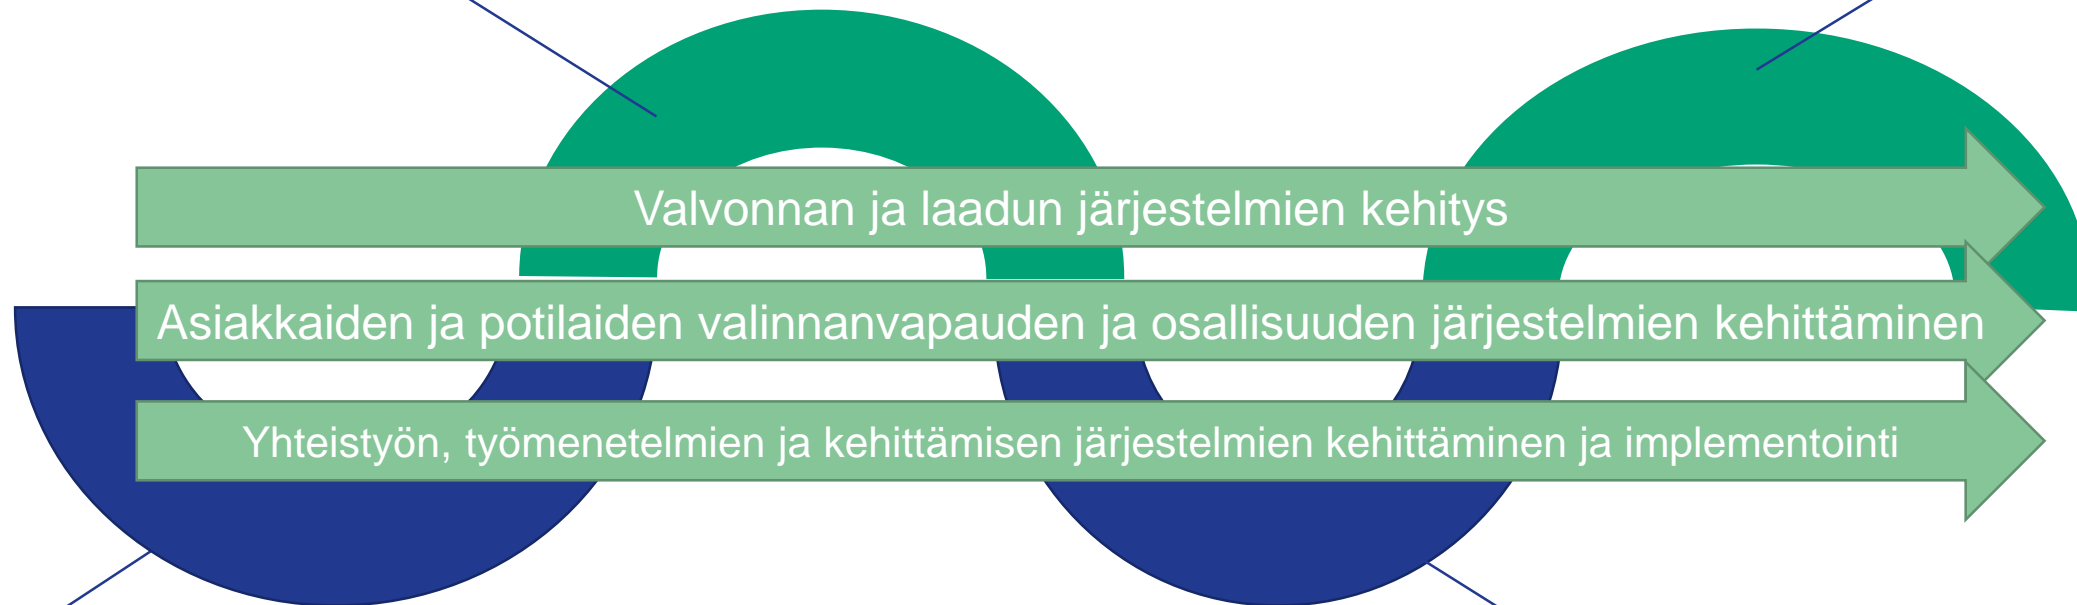 Valvonnan ja laadun järjestelmien kehitys
Asiakkaiden ja potilaiden valinnanvapauden ja osallisuuden järjestelmien kehittäminen
Yhteistyön, työmenetelmien ja kehittämisen järjestelmien kehittäminen ja implementointi